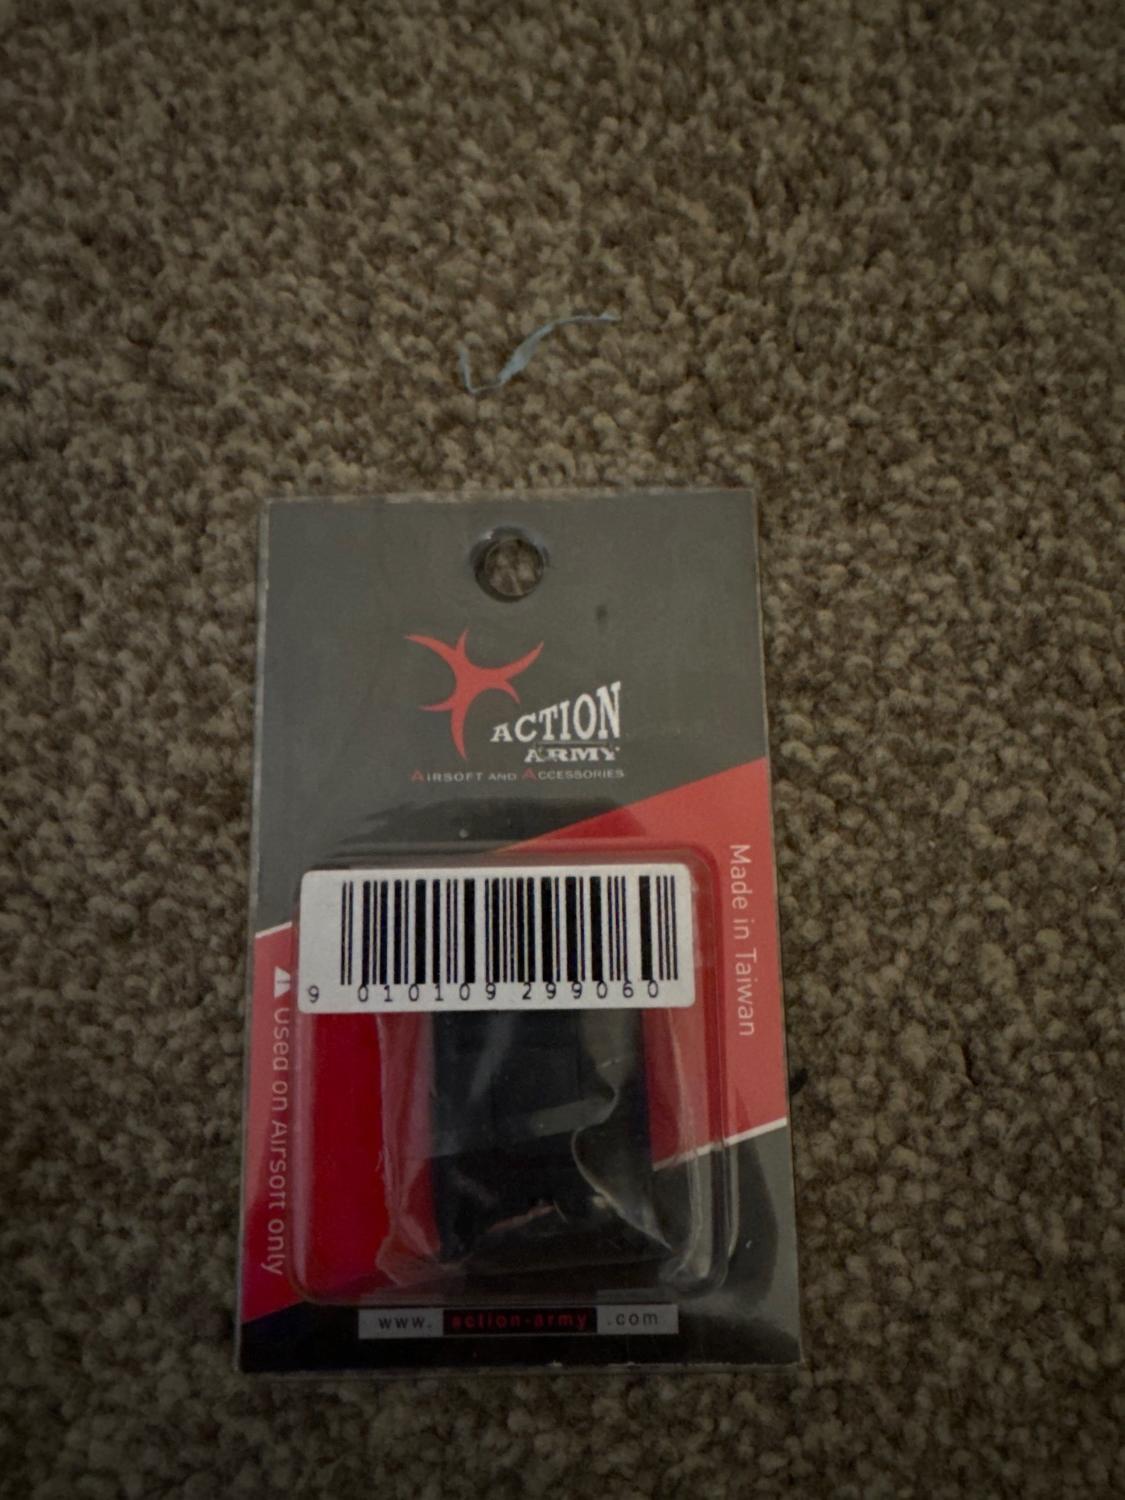 ACTION
ARMY
AIRSOFT AND ACCESSORIES
Made in Taiwan
9 010109 299060
Used on Airsoft only
www.action-army.com